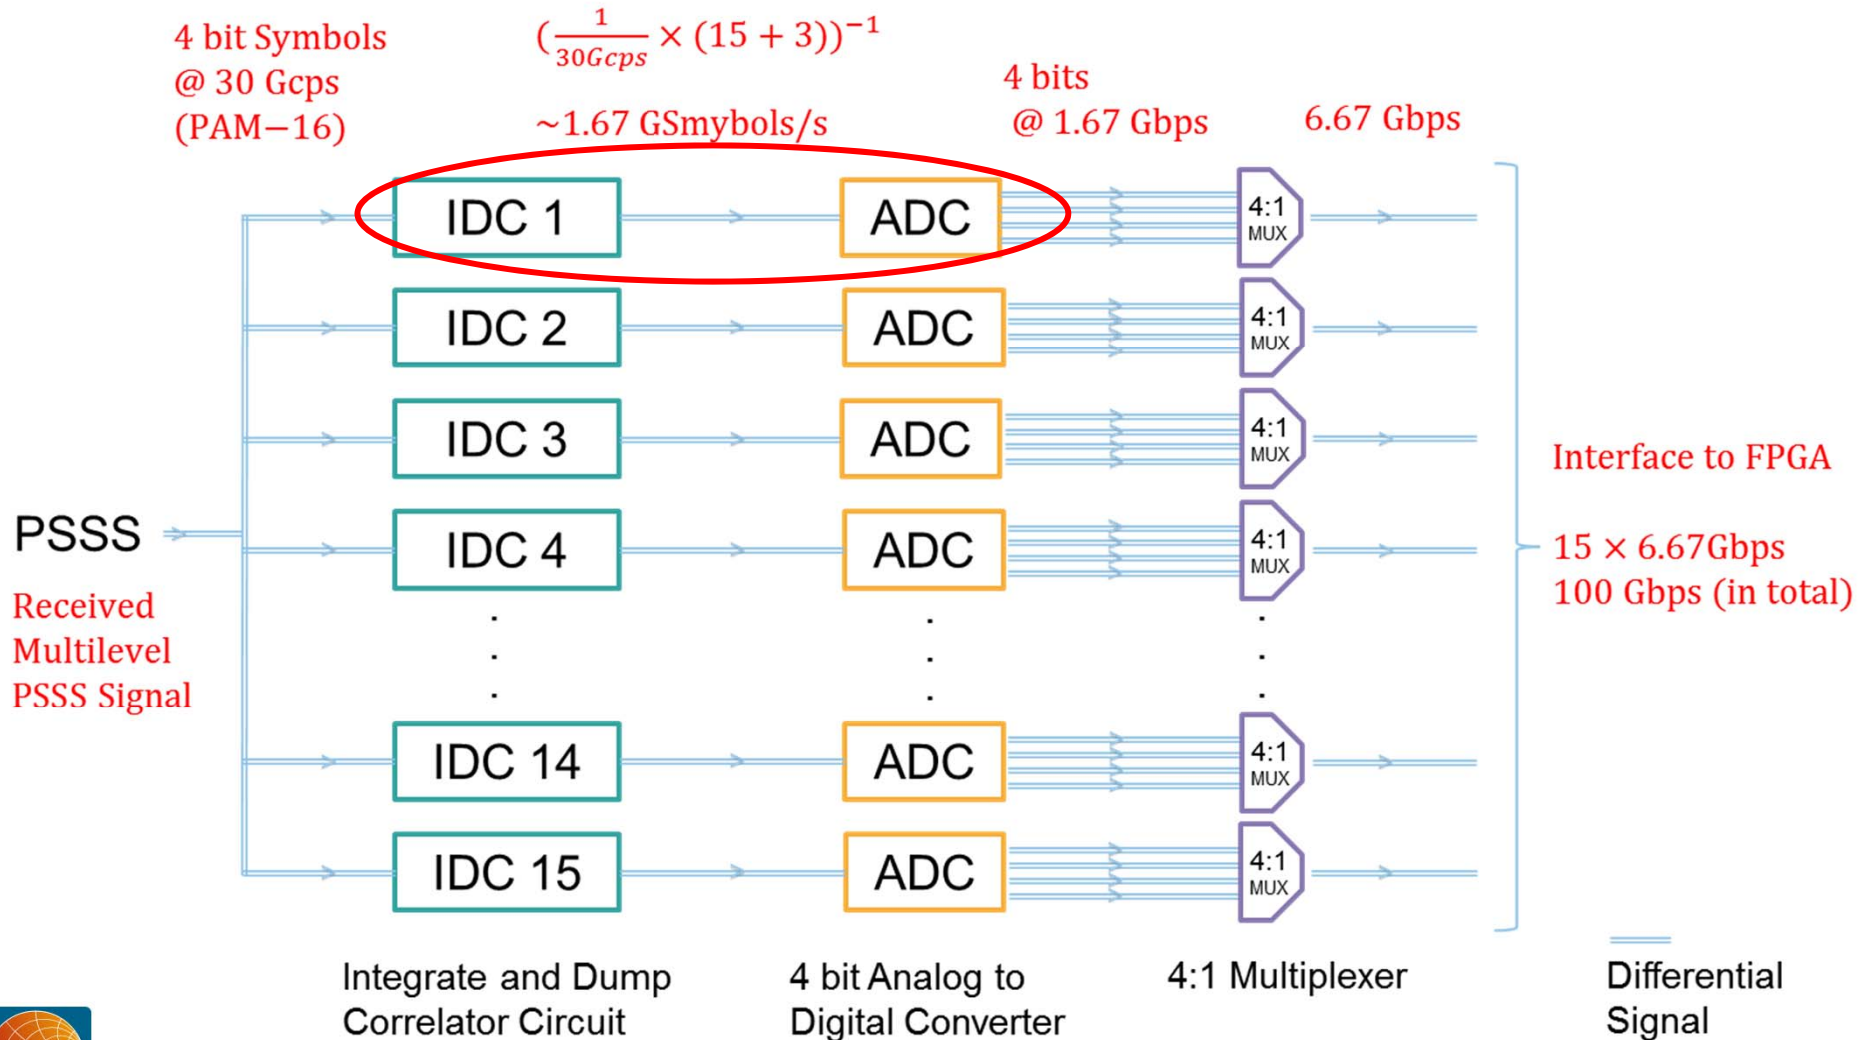 4 bit Symbols
@ 30 Gcps
(PAM−16)
(1/30Gcps × (15 + 3))⁻¹
~1.67 GSmybols/s
4 bits
@ 1.67 Gbps
6.67 Gbps
IDC 1
ADC
4:1
MUX
IDC 2
ADC
4:1
MUX
IDC 3
ADC
4:1
MUX
IDC 4
ADC
4:1
MUX
IDC 14
ADC
4:1
MUX
IDC 15
ADC
4:1
MUX
PSSS
Received
Multilevel
PSSS Signal
Interface to FPGA
15 × 6.67Gbps
100 Gbps (in total)
Integrate and Dump
Correlator Circuit
4 bit Analog to
Digital Converter
4:1 Multiplexer
Differential
Signal